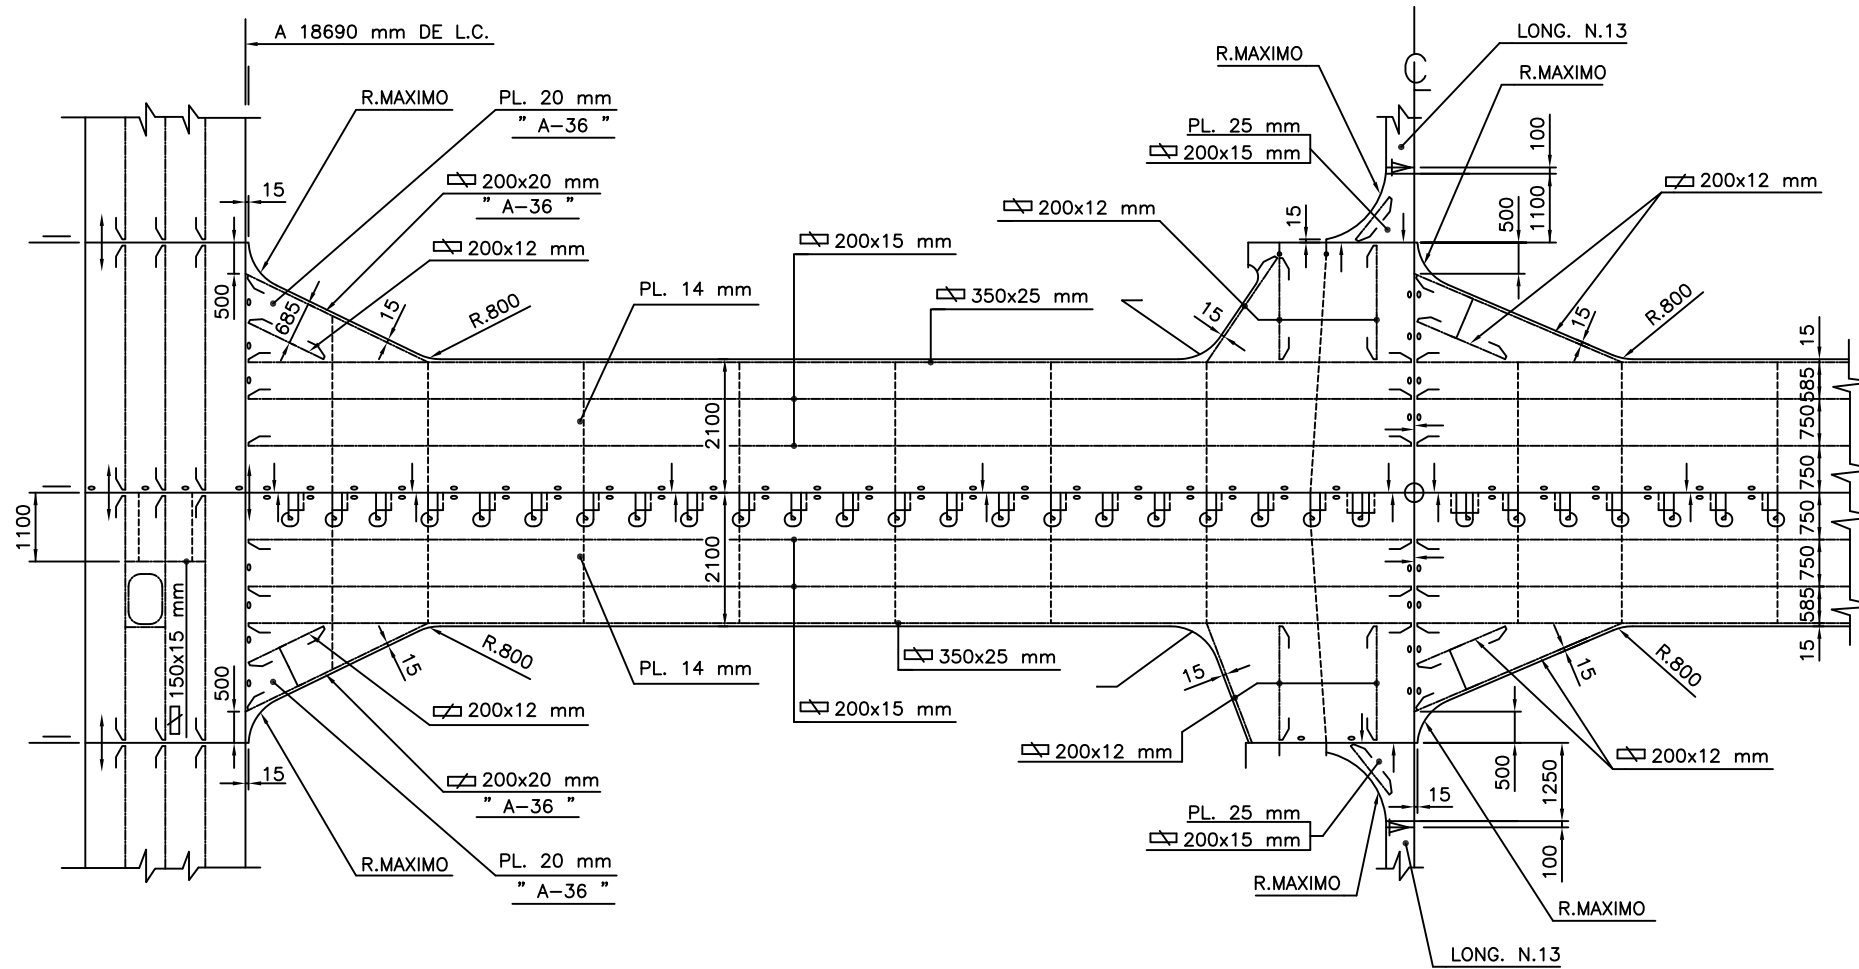 A 18690 mm DE L.C.
R.MAXIMO
PL. 20 mm
" A-36 "
200x20 mm
" A-36 "
200x12 mm
15
500
685
15
R.800
PL. 14 mm
200x15 mm
350x25 mm
2100
R.MAXIMO
LONG. N.13
R.MAXIMO
PL. 25 mm
200x15 mm
200x12 mm
15
15
100
1100
500
200x12 mm
15
R.800
15
585
750
750
750
750
585
15
1100
150x15 mm
2100
500
15
R.800
15
PL. 14 mm
350x25 mm
200x15 mm
200x12 mm
200x20 mm
" A-36 "
R.MAXIMO
PL. 20 mm
" A-36 "
15
200x12 mm
PL. 25 mm
200x15 mm
R.MAXIMO
15
500
1250
100
15
R.800
200x12 mm
R.MAXIMO
LONG. N.13